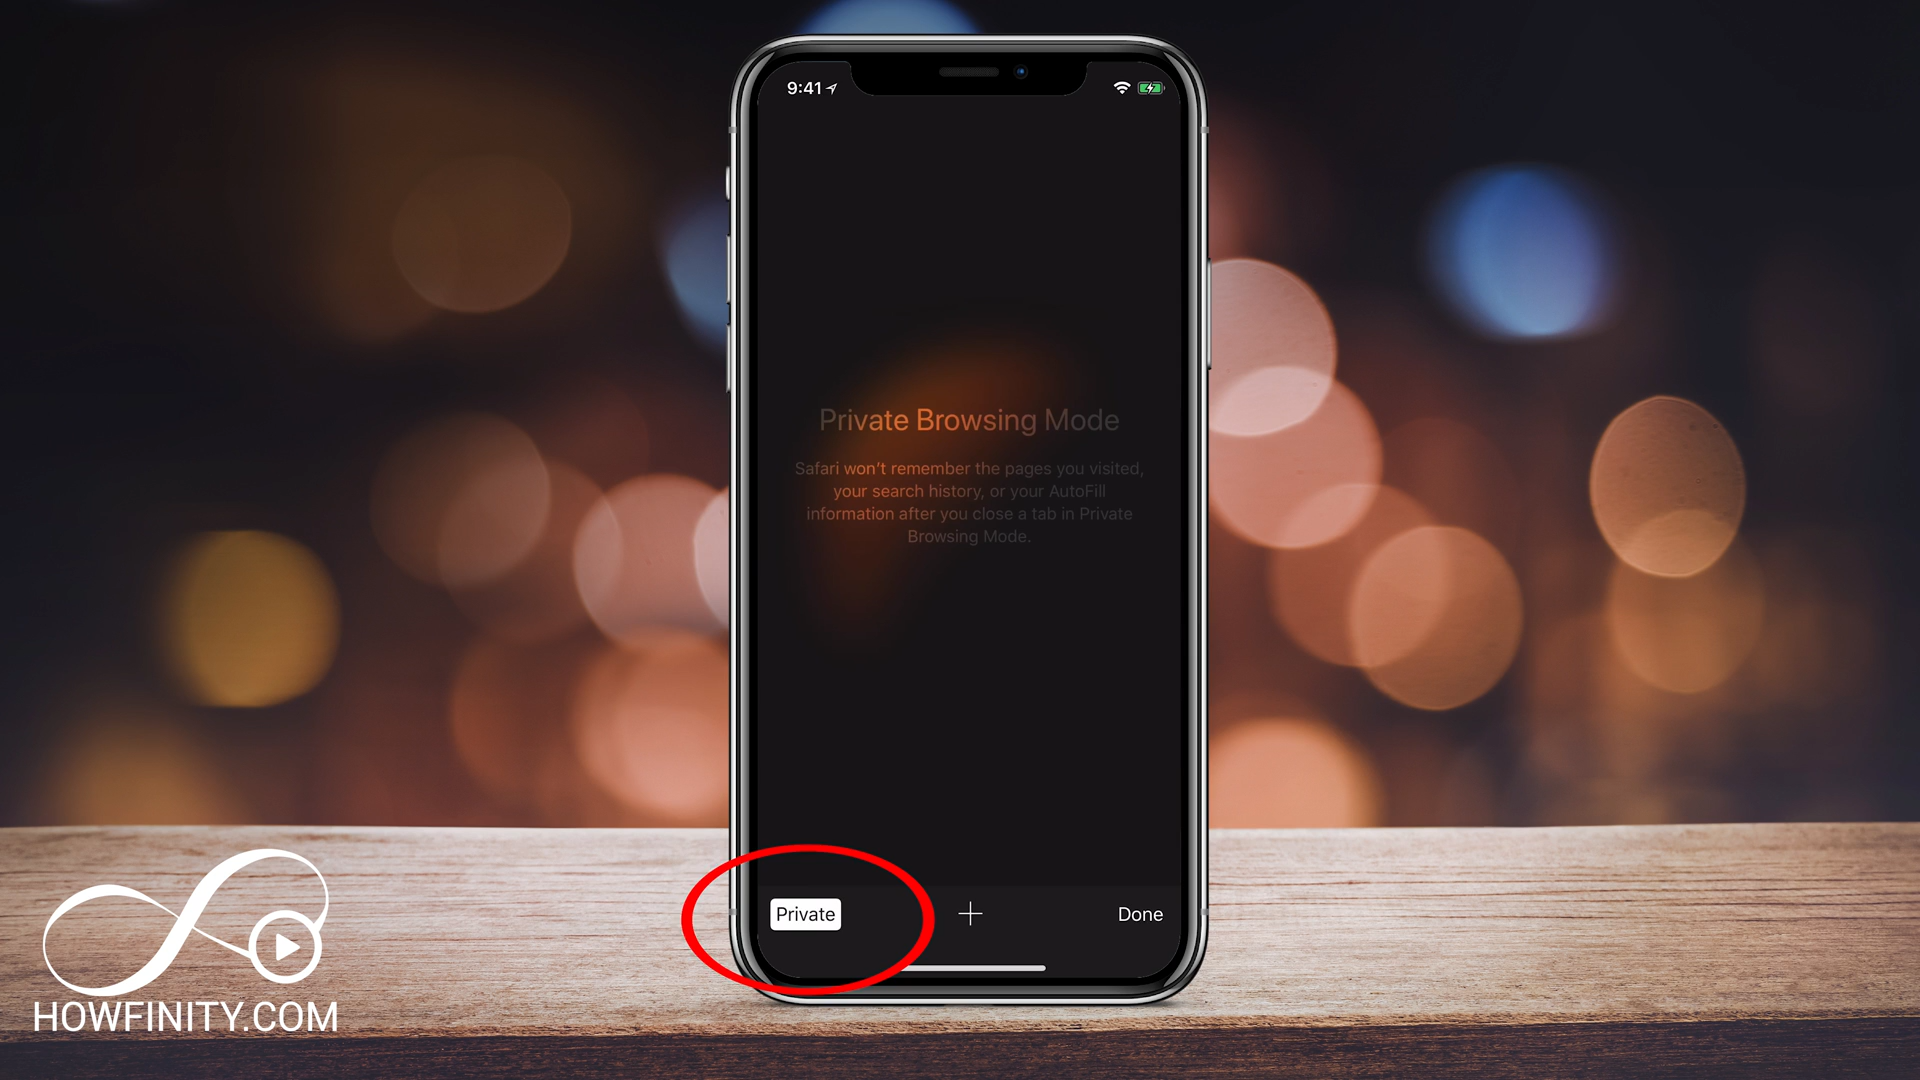 9:41
Private Browsing Mode
Safari won't remember the pages you visited,
your search history, or your AutoFill
information after you close a tab in Private
Browsing Mode.
Private
Done
HOWFINITY.COM